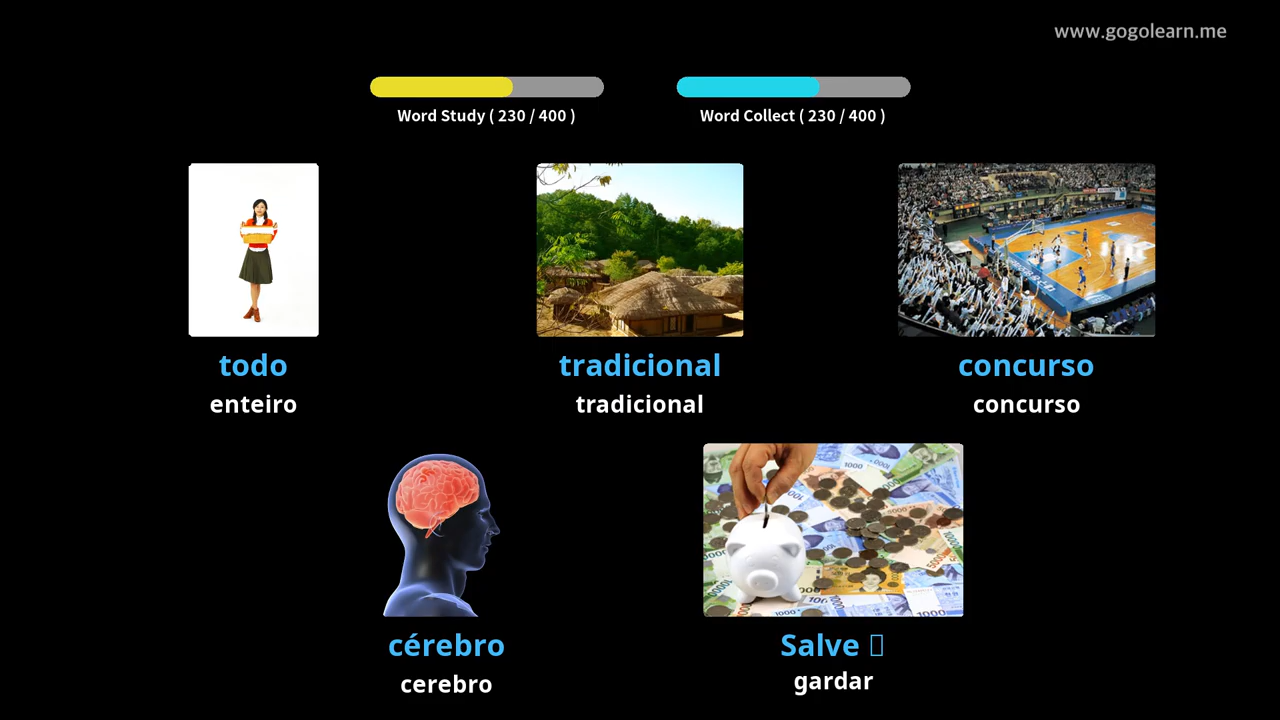 www.gogolearn.me
Word Study ( 230 / 400 )
Word Collect ( 230 / 400 )
todo
enteiro
tradicional
tradicional
concurso
concurso
cérebro
cerebro
Salve
gardar